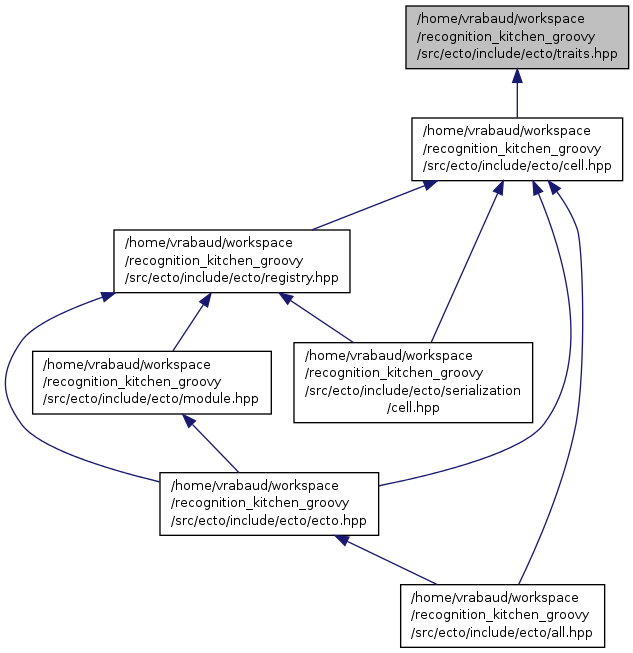 /home/vrabaud/workspace
/recognition_kitchen_groovy
/src/ecto/include/ecto/traits.hpp
/home/vrabaud/workspace
/recognition_kitchen_groovy
/src/ecto/include/ecto/cell.hpp
/home/vrabaud/workspace
/recognition_kitchen_groovy
/src/ecto/include/ecto/registry.hpp
/home/vrabaud/workspace
/recognition_kitchen_groovy
/src/ecto/include/ecto/module.hpp
/home/vrabaud/workspace
/recognition_kitchen_groovy
/src/ecto/include/ecto/serialization
/cell.hpp
/home/vrabaud/workspace
/recognition_kitchen_groovy
/src/ecto/include/ecto/ecto.hpp
/home/vrabaud/workspace
/recognition_kitchen_groovy
/src/ecto/include/ecto/all.hpp